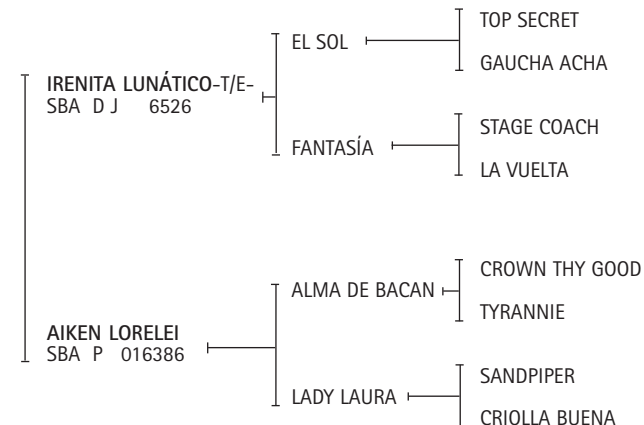 TOP SECRET
EL SOL
GAUCHA ACHA
IRENITA LUNÁTICO-T/E-
SBA D J 6526
STAGE COACH
FANTASÍA
LA VUELTA
CROWN THY GOOD
ALMA DE BACAN
TYRANNIE
AIKEN LORELEI
SBA P 016386
SANDPIPER
LADY LAURA
CRIOLLA BUENA